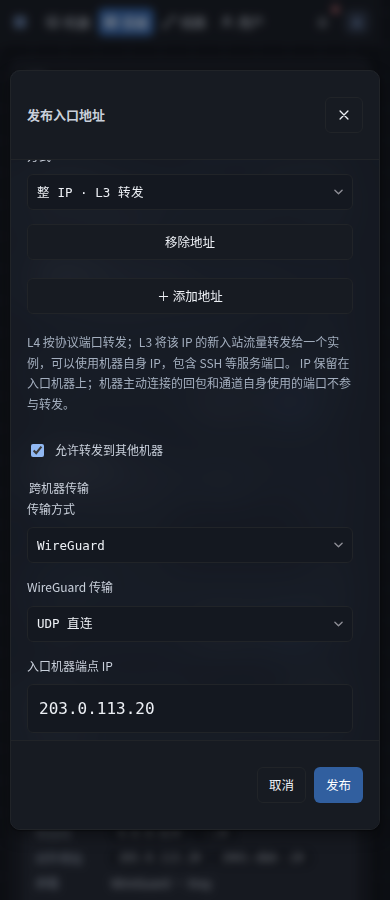 发布入口地址
整 IP · L3 转发
移除地址
＋ 添加地址
L4 按协议端口转发；L3 将该 IP 的新入站流量转发给一个实
例，可以使用机器自身 IP，包含 SSH 等服务端口。 IP 保留在
入口机器上；机器主动连接的回包和通道自身使用的端口不参
与转发。
允许转发到其他机器
跨机器传输
传输方式
WireGuard
WireGuard 传输
UDP 直连
入口机器端点 IP
203.0.113.20
取消
发布